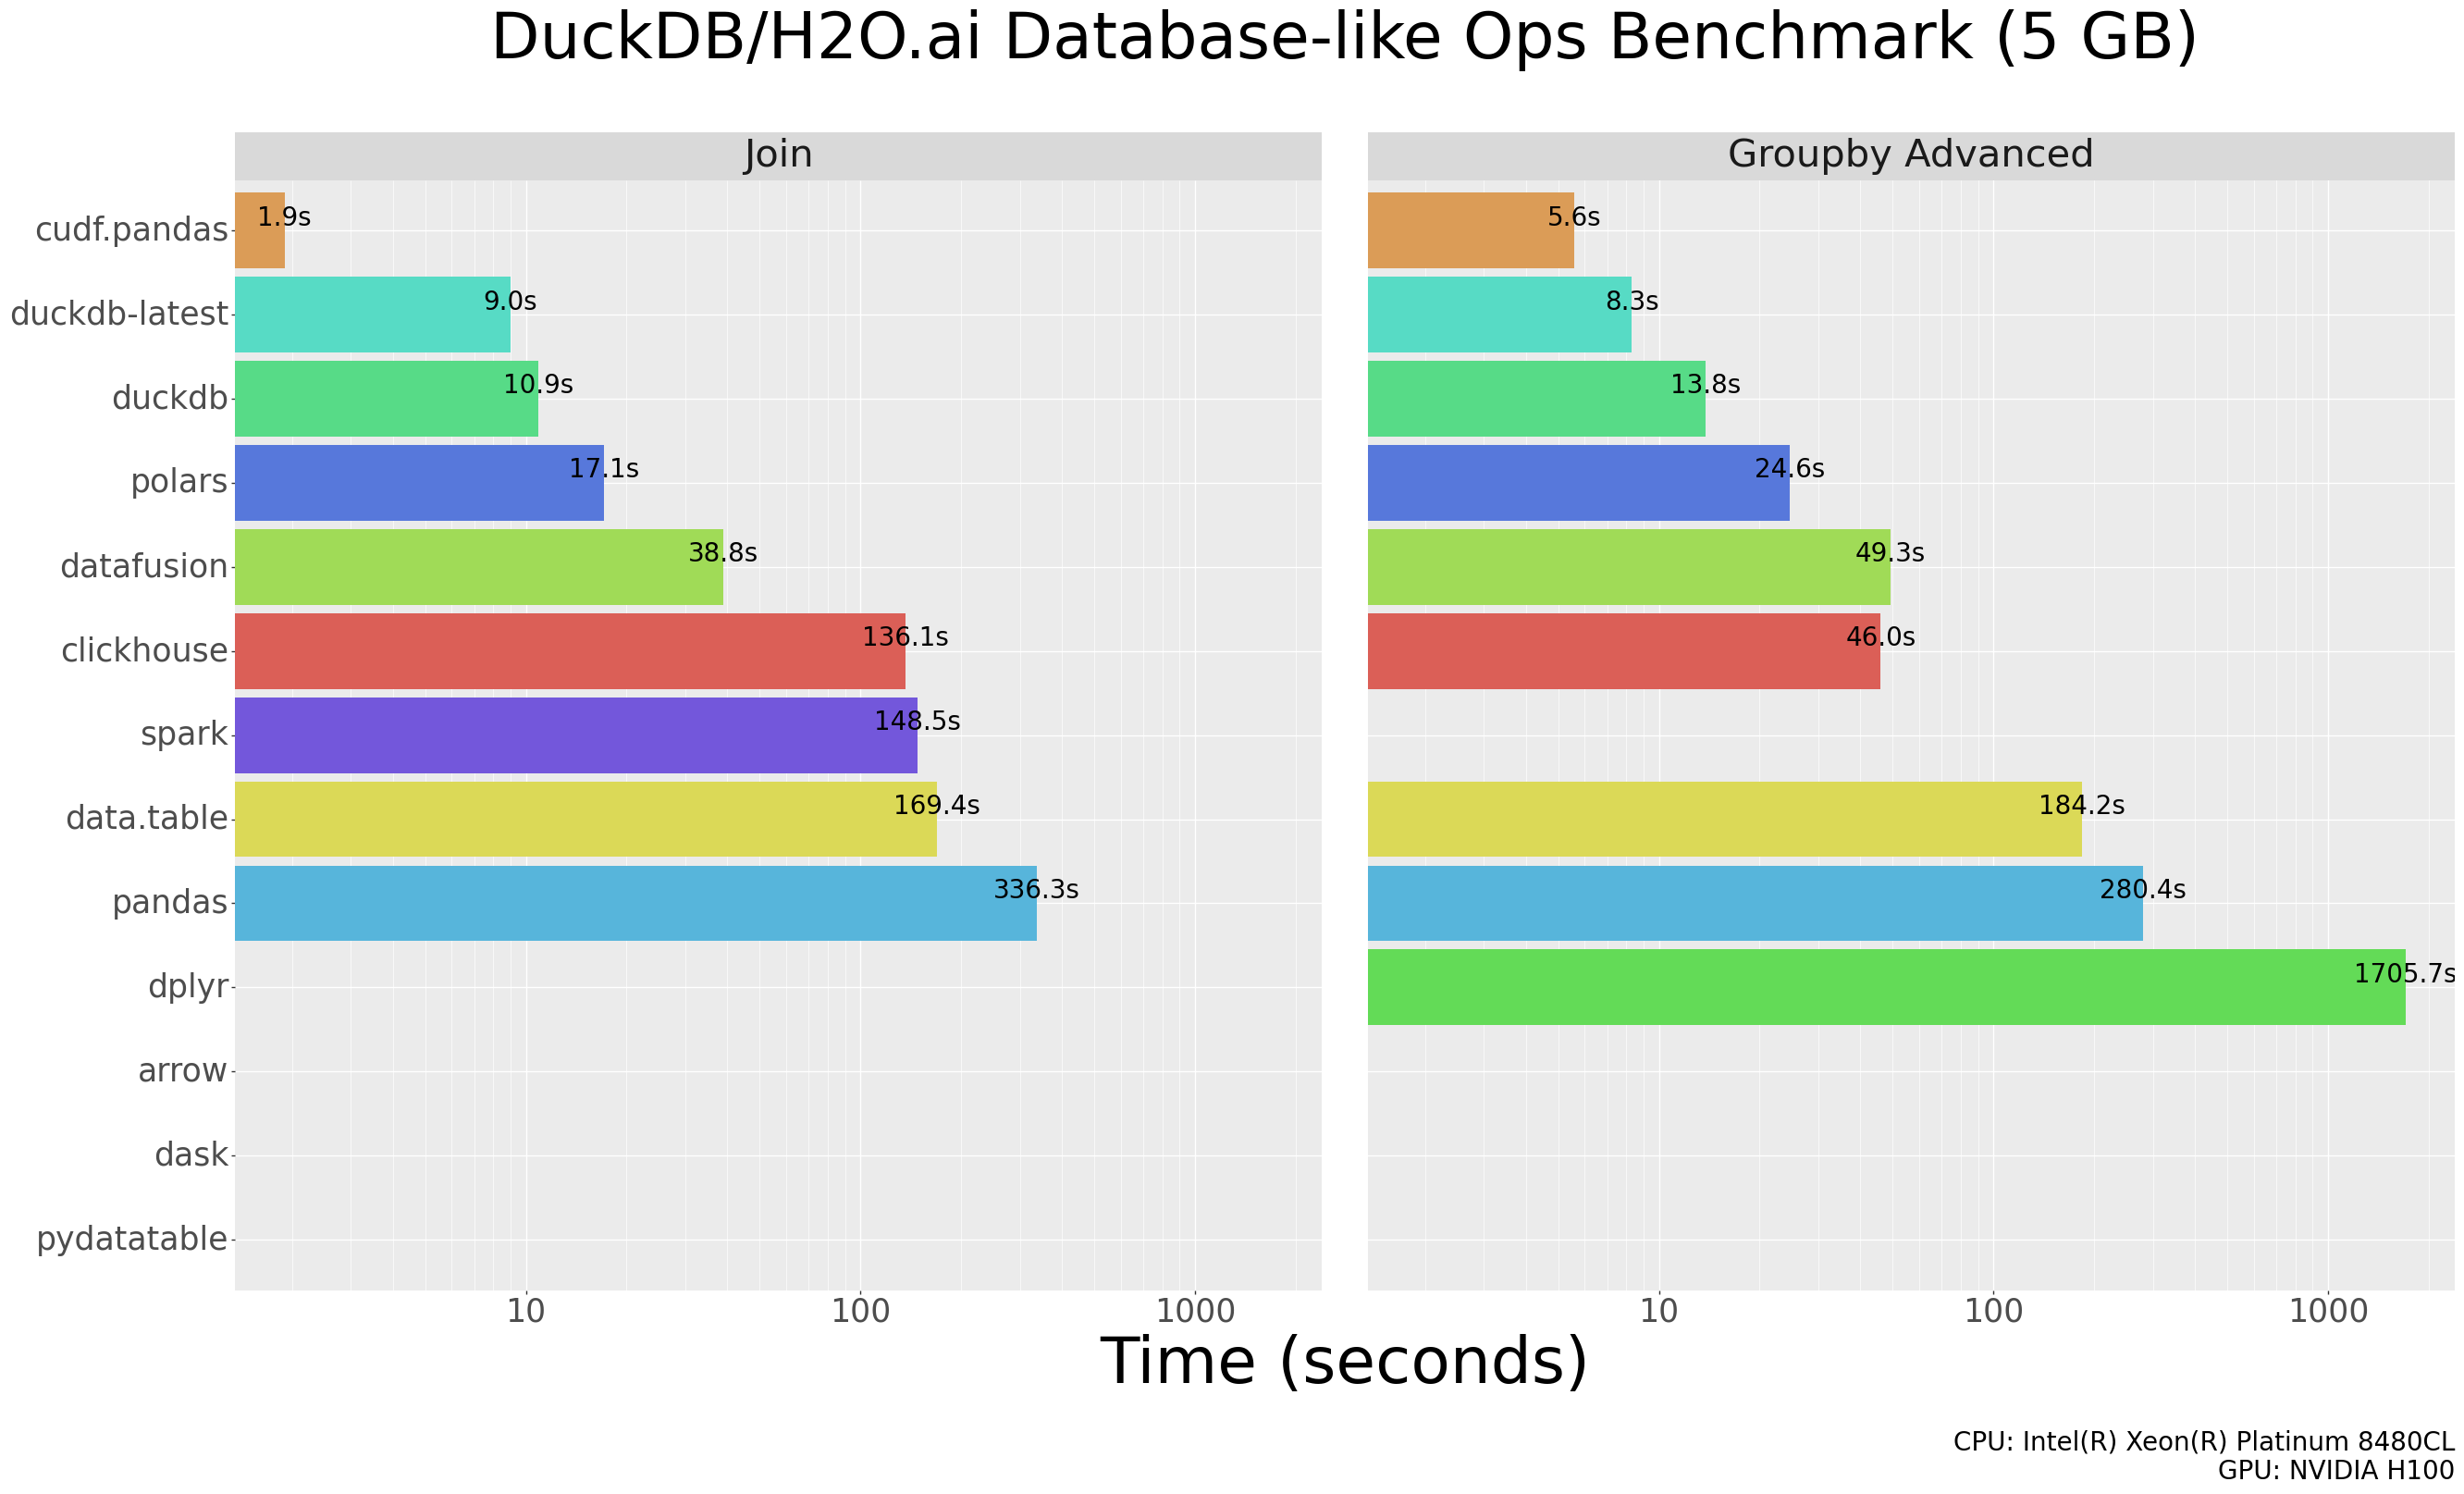 DuckDB/H2O.ai Database-like Ops Benchmark (5 GB)
Join
Groupby Advanced
cudf.pandas
1.9s
5.6s
duckdb-latest
9.0s
8.3s
duckdb
10.9s
13.8s
polars
17.1s
24.6s
datafusion
38.8s
49.3s
clickhouse
136.1s
46.0s
spark
148.5s
data.table
169.4s
184.2s
pandas
336.3s
280.4s
dplyr
1705.7s
arrow
dask
pydatatable
10
100
1000
10
100
1000
Time (seconds)
CPU: Intel(R) Xeon(R) Platinum 8480CL
GPU: NVIDIA H100